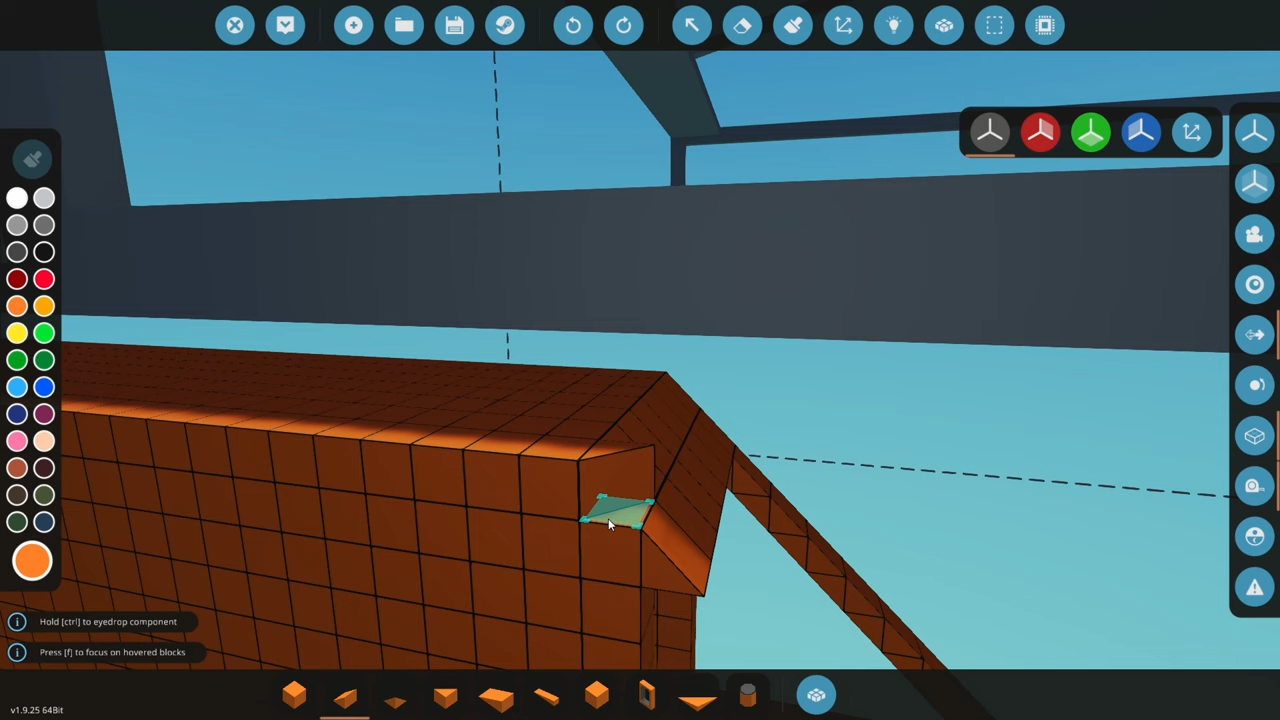 Hold [ctrl] to eyedrop component
Press [f] to focus on hovered blocks
v1.9.25 64Bit